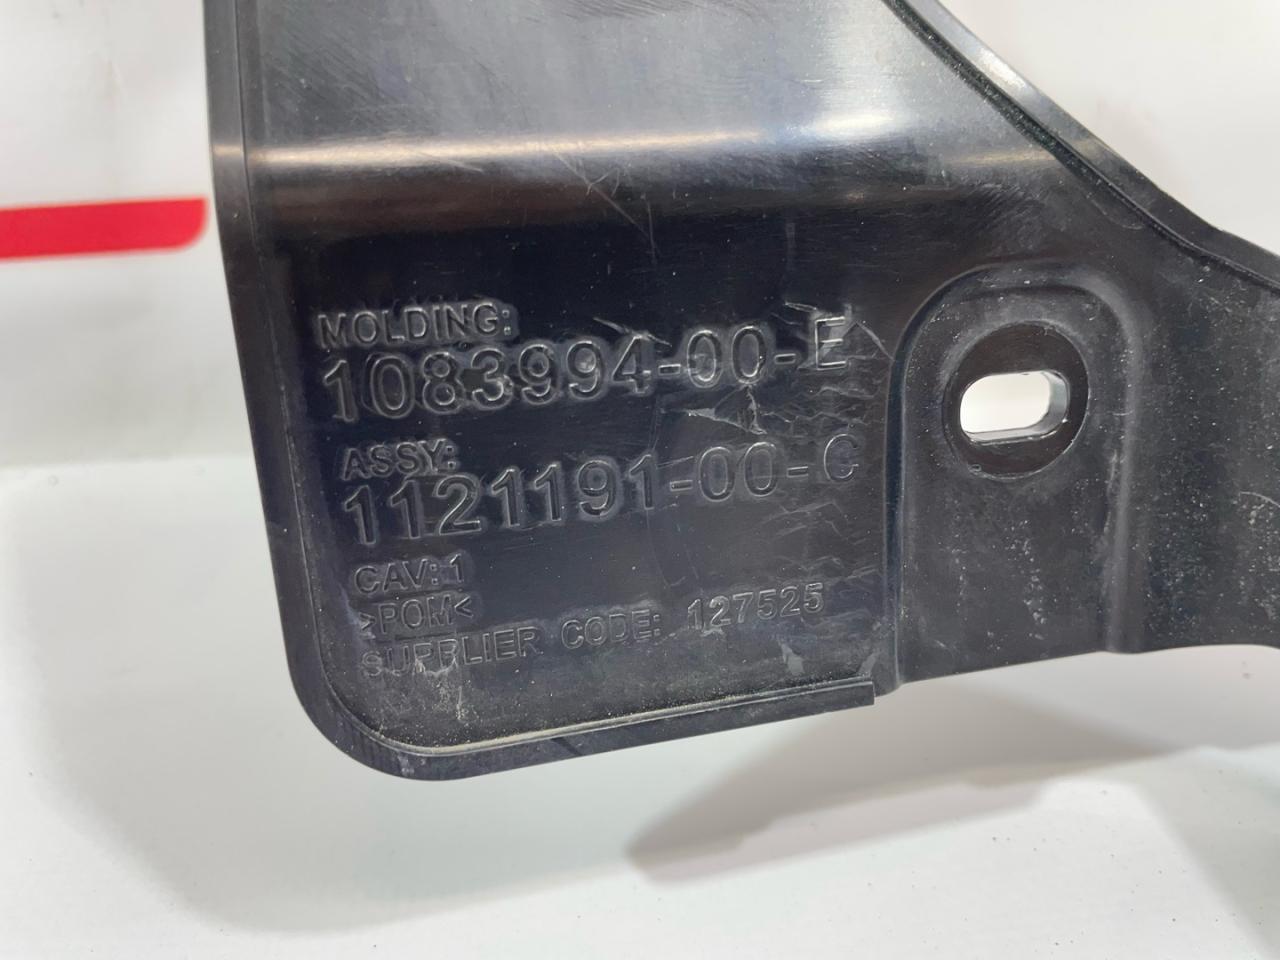 MOLDING:
1083994-00-E
ASSY:
1121191-00-C
CAV: 1
>POM<
SUPPLIER CODE: 127525